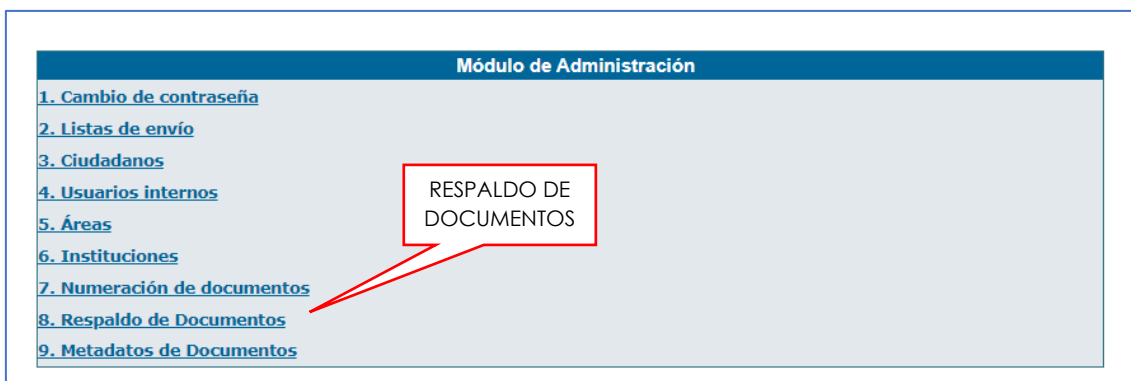 Módulo de Administración
1. Cambio de contraseña
2. Listas de envío
3. Ciudadanos
4. Usuarios internos
5. Áreas
6. Instituciones
7. Numeración de documentos
8. Respaldo de Documentos
9. Metadatos de Documentos
RESPALDO DE
DOCUMENTOS